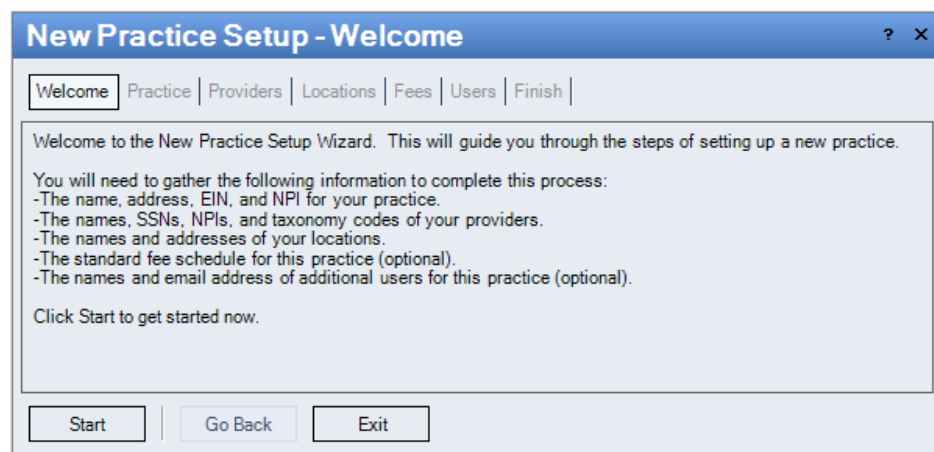 New Practice Setup - Welcome
? X
Welcome Practice Providers Locations Fees Users Finish
Welcome to the New Practice Setup Wizard. This will guide you through the steps of setting up a new practice.
You will need to gather the following information to complete this process:
-The name, address, EIN, and NPI for your practice.
-The names, SSNs, NPIs, and taxonomy codes of your providers.
-The names and addresses of your locations.
-The standard fee schedule for this practice (optional).
-The names and email address of additional users for this practice (optional).
Click Start to get started now.
Start Go Back Exit